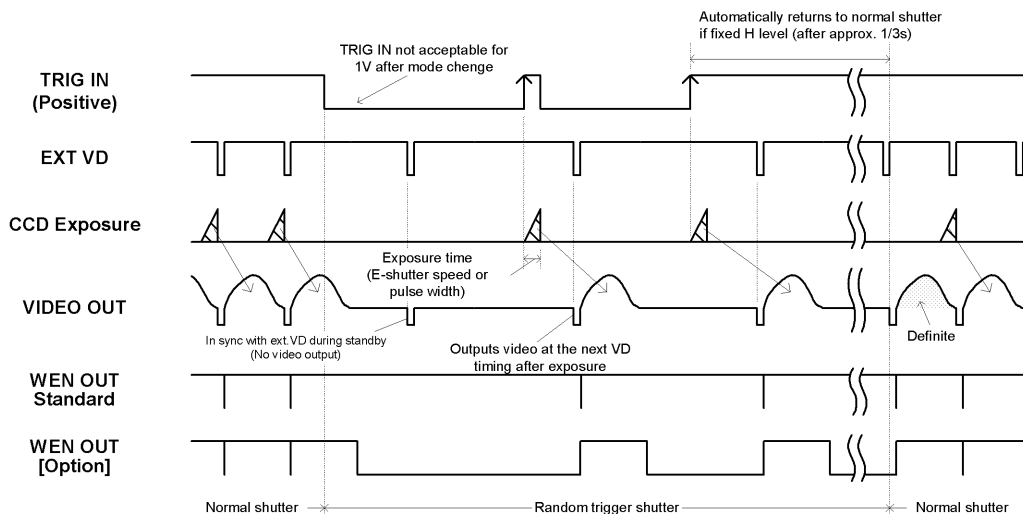 Automatically returns to normal shutter
if fixed H level (after approx. 1/3s)
TRIG IN not acceptable for
1V after mode chenge
TRIG IN
(Positive)
EXT VD
CCD Exposure
Exposure time
(E-shutter speed or
pulse width)
VIDEO OUT
In sync with ext.VD during standby
(No video output)
Outputs video at the next VD
timing after exposure
Definite
WEN OUT
Standard
WEN OUT
[Option]
Normal shutter
Random trigger shutter
Normal shutter